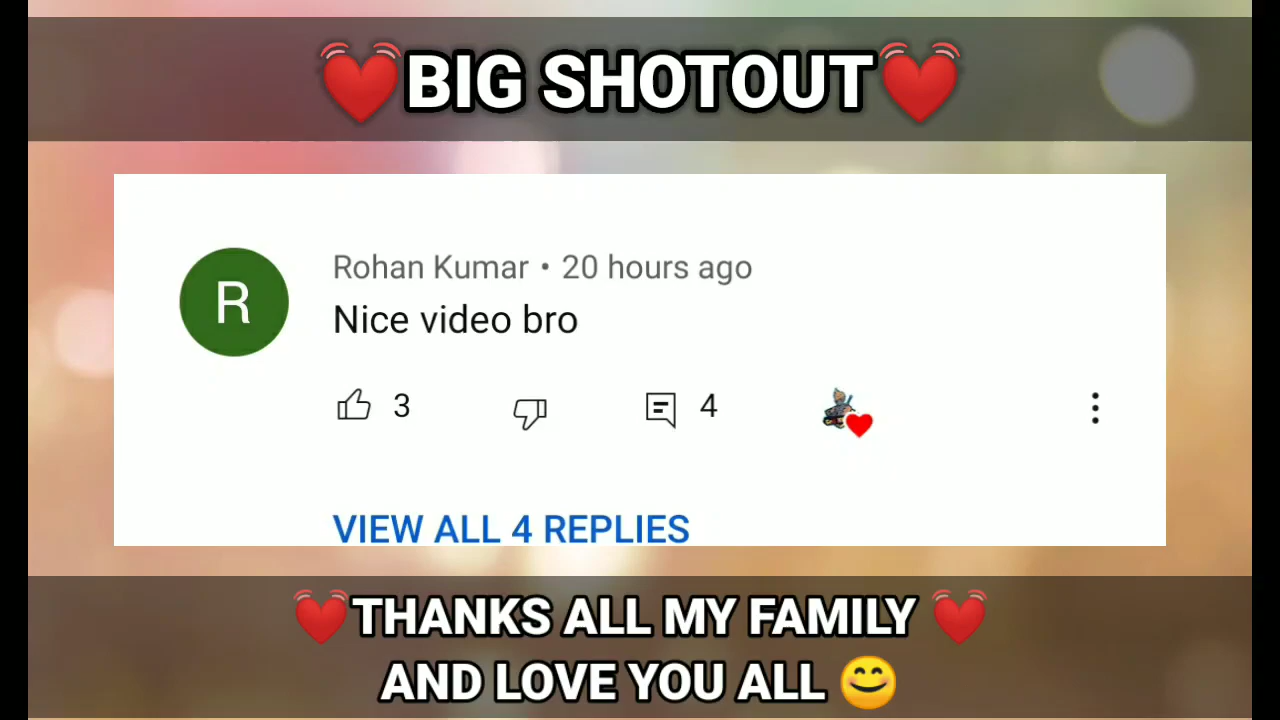 💓BIG SHOTOUT💓
R
Rohan Kumar • 20 hours ago
Nice video bro
3 4
VIEW ALL 4 REPLIES
💓THANKS ALL MY FAMILY 💓
AND LOVE YOU ALL 😊